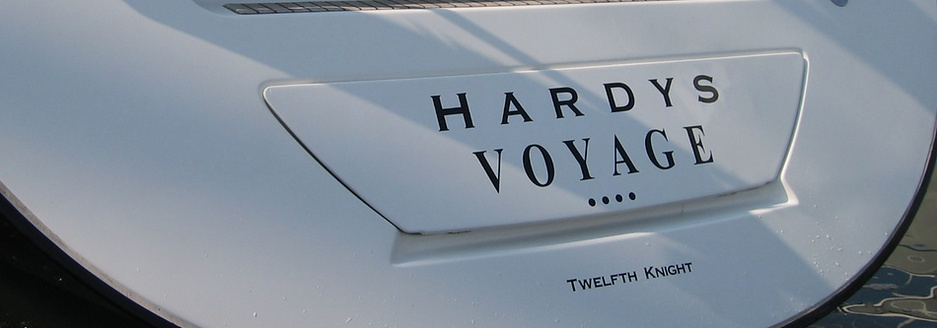 HARDYS
VOYAGE
••••
TWELFTH KNIGHT